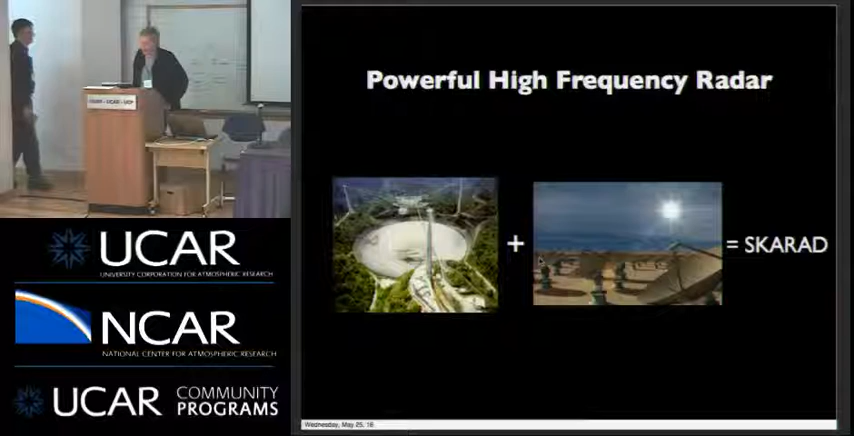 Powerful High Frequency Radar
+
= SKARAD
UCAR
UNIVERSITY CORPORATION FOR ATMOSPHERIC RESEARCH
NCAR
NATIONAL CENTER FOR ATMOSPHERIC RESEARCH
UCAR COMMUNITY PROGRAMS
Wednesday, May 25, 16